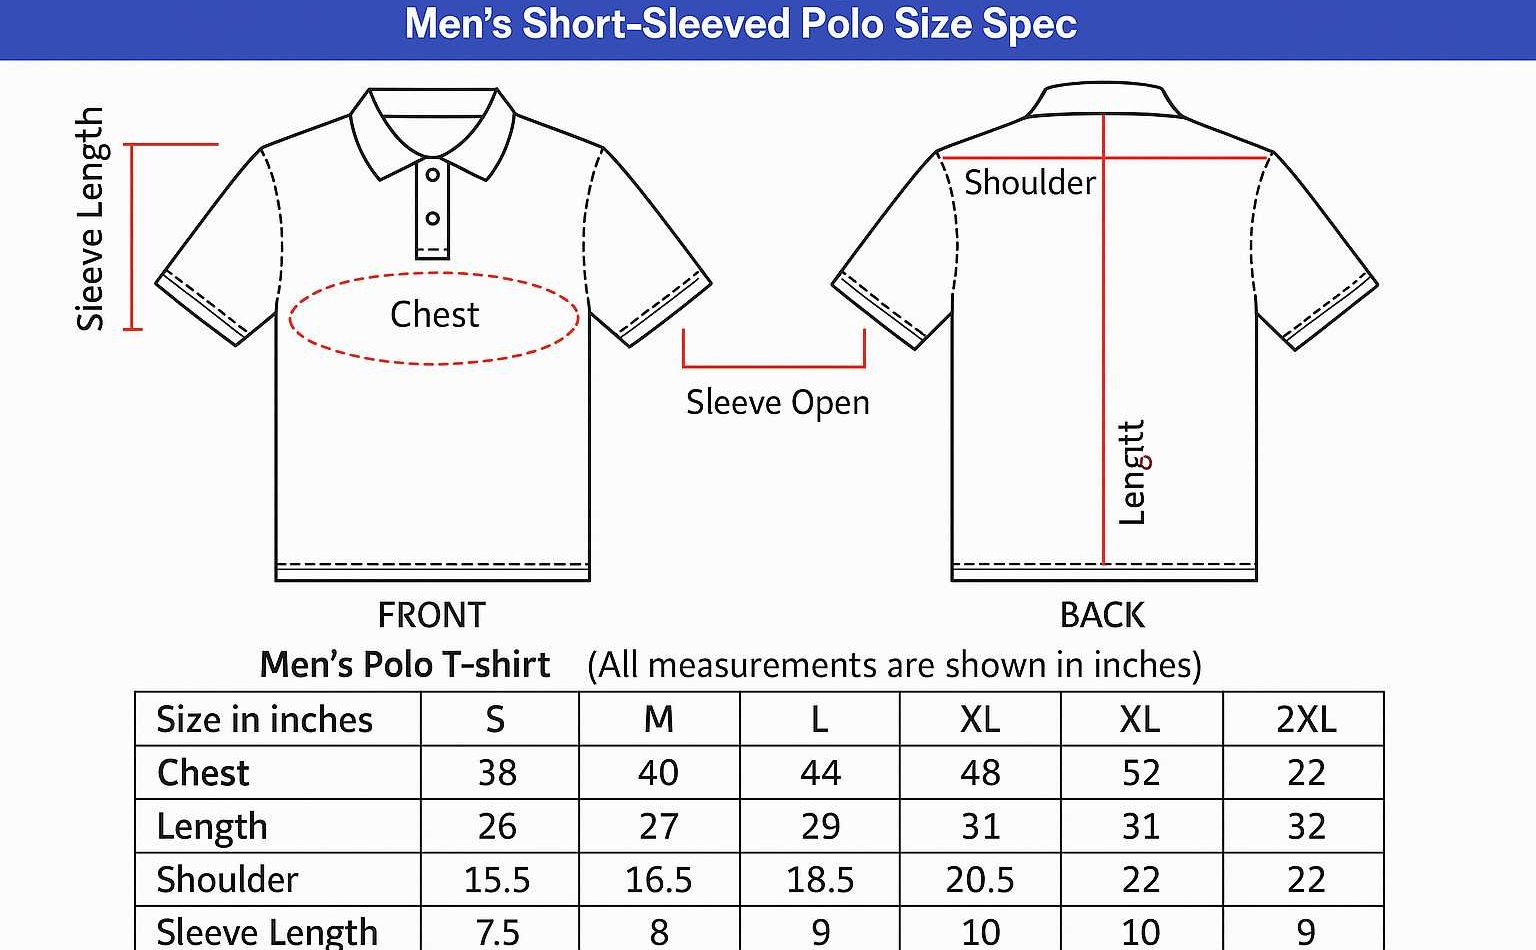 Men's Short-Sleeved Polo Size Spec
Sleeve Length
Chest
Sleeve Open
Shoulder
Lengitt
FRONT
BACK
Men's Polo T-shirt (All measurements are shown in inches)
Size in inches S M L XL XL 2XL
Chest 38 40 44 48 52 22
Length 26 27 29 31 31 32
Shoulder 15.5 16.5 18.5 20.5 22 22
Sleeve Length 7.5 8 9 10 10 9